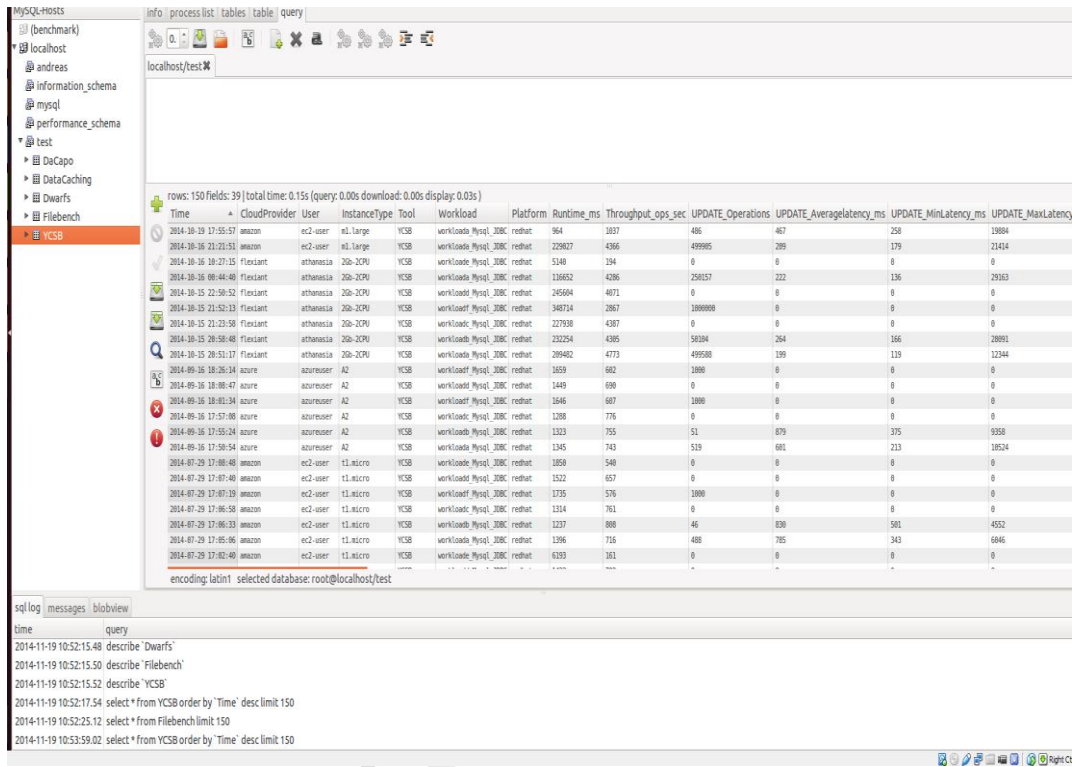 MySQL-Hosts
(benchmark)
localhost
andreas
information_schema
mysql
performance_schema
test
DaCapo
DataCaching
Dwarfs
Filebench
YCSB
info process list tables table query
0.
localhost/test
rows: 150 fields: 39 | total time: 0.15s (query: 0.00s download: 0.00s display: 0.03s)
Time CloudProvider User InstanceType Tool Workload Platform Runtime_ms Throughput_ops_sec UPDATE_Operations UPDATE_Averagelatency_ms UPDATE_MinLatency_ms UPDATE_MaxLatency
2014-10-19 17:55:57 amazon ec2-user m1.large YCSB workloada_Mysql_JDBC redhat 964 1037 486 467 258 19884
2014-10-16 21:21:51 amazon ec2-user m1.large YCSB workloada_Mysql_JDBC redhat 229027 4366 499905 209 179 21414
2014-10-16 10:27:15 flexiant athanasia 2Gb-2CPU YCSB workloade_Mysql_JDBC redhat 5140 194 0 0 0 0
2014-10-16 00:44:40 flexiant athanasia 2Gb-2CPU YCSB workloada_Mysql_JDBC redhat 116652 4286 250157 222 136 29163
2014-10-15 22:50:52 flexiant athanasia 2Gb-2CPU YCSB workloadd_Mysql_JDBC redhat 245604 4071 0 0 0 0
2014-10-15 21:52:13 flexiant athanasia 2Gb-2CPU YCSB workloadf_Mysql_JDBC redhat 348714 2867 1000000 0 0 0
2014-10-15 21:23:58 flexiant athanasia 2Gb-2CPU YCSB workloadc_Mysql_JDBC redhat 227938 4387 0 0 0 0
2014-10-15 20:58:48 flexiant athanasia 2Gb-2CPU YCSB workloadb_Mysql_JDBC redhat 232254 4305 50104 264 166 28091
2014-10-15 20:51:17 flexiant athanasia 2Gb-2CPU YCSB workloada_Mysql_JDBC redhat 209482 4773 499588 199 119 12344
2014-09-16 18:26:14 azure azureuser A2 YCSB workloadf_Mysql_JDBC redhat 1659 602 1000 0 0 0
2014-09-16 18:08:47 azure azureuser A2 YCSB workloadd_Mysql_JDBC redhat 1449 690 0 0 0 0
2014-09-16 18:01:34 azure azureuser A2 YCSB workloadf_Mysql_JDBC redhat 1646 607 1000 0 0 0
2014-09-16 17:57:08 azure azureuser A2 YCSB workloadc_Mysql_JDBC redhat 1288 776 0 0 0 0
2014-09-16 17:55:24 azure azureuser A2 YCSB workloadb_Mysql_JDBC redhat 1323 755 51 879 375 9358
2014-09-16 17:50:54 azure azureuser A2 YCSB workloada_Mysql_JDBC redhat 1345 743 519 601 213 10524
2014-07-29 17:08:48 amazon ec2-user t1.micro YCSB workloade_Mysql_JDBC redhat 1850 540 0 0 0 0
2014-07-29 17:07:40 amazon ec2-user t1.micro YCSB workloadd_Mysql_JDBC redhat 1522 657 0 0 0 0
2014-07-29 17:07:19 amazon ec2-user t1.micro YCSB workloadf_Mysql_JDBC redhat 1735 576 1000 0 0 0
2014-07-29 17:06:58 amazon ec2-user t1.micro YCSB workloadc_Mysql_JDBC redhat 1314 761 0 0 0 0
2014-07-29 17:06:33 amazon ec2-user t1.micro YCSB workloadb_Mysql_JDBC redhat 1237 808 46 830 501 4552
2014-07-29 17:05:06 amazon ec2-user t1.micro YCSB workloada_Mysql_JDBC redhat 1396 716 488 785 343 6046
2014-07-29 17:02:40 amazon ec2-user t1.micro YCSB workloade_Mysql_JDBC redhat 6193 161 0 0 0 0
encoding: latin1 selected database: root@localhost/test
sql log messages blobview
time query
2014-11-19 10:52:15.48 describe `Dwarfs`
2014-11-19 10:52:15.50 describe `Filebench`
2014-11-19 10:52:15.52 describe `YCSB`
2014-11-19 10:52:17.54 select * from YCSB order by `Time` desc limit 150
2014-11-19 10:52:25.12 select * from Filebench limit 150
2014-11-19 10:53:59.02 select * from YCSB order by `Time` desc limit 150
Right Ct